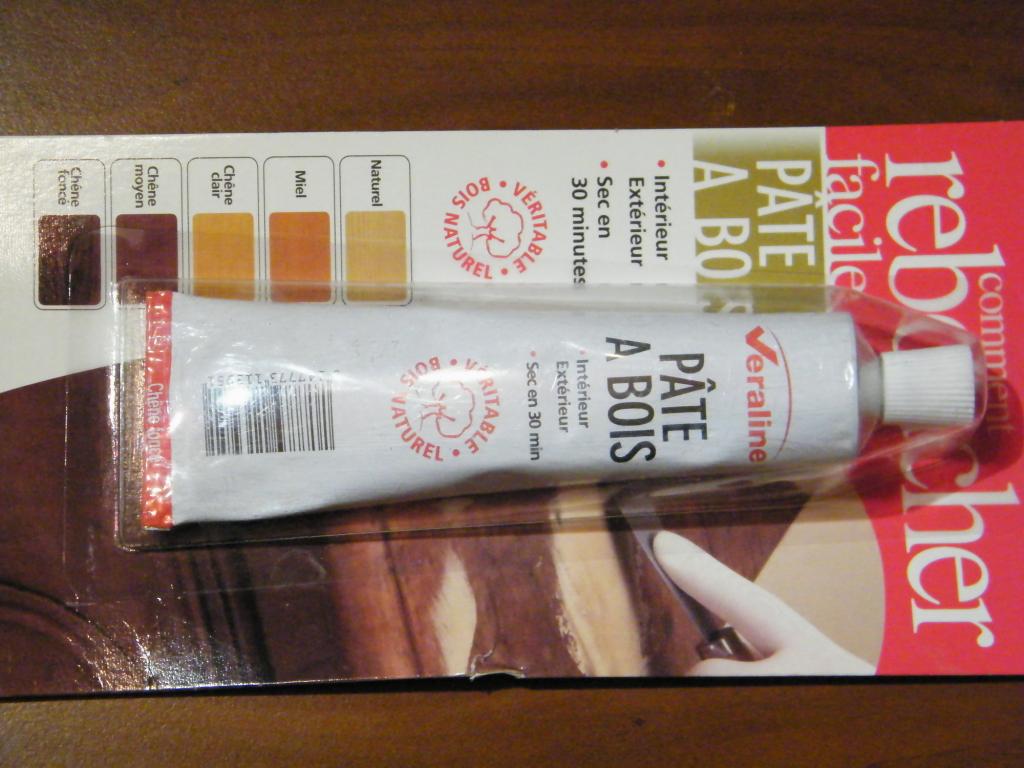 comment
reboucher
facile
PÂTE
A BOIS
• Intérieur
Extérieur
• Sec en
30 minutes
• VÉRITABLE •
BOIS NATUREL
Naturel
Miel
Chêne
clair
Chêne
moyen
Chêne
foncé
Veraline
PÂTE
A BOIS
• Intérieur
Extérieur
• Sec en 30 min
• VÉRITABLE •
BOIS NATUREL
Chêne foncé